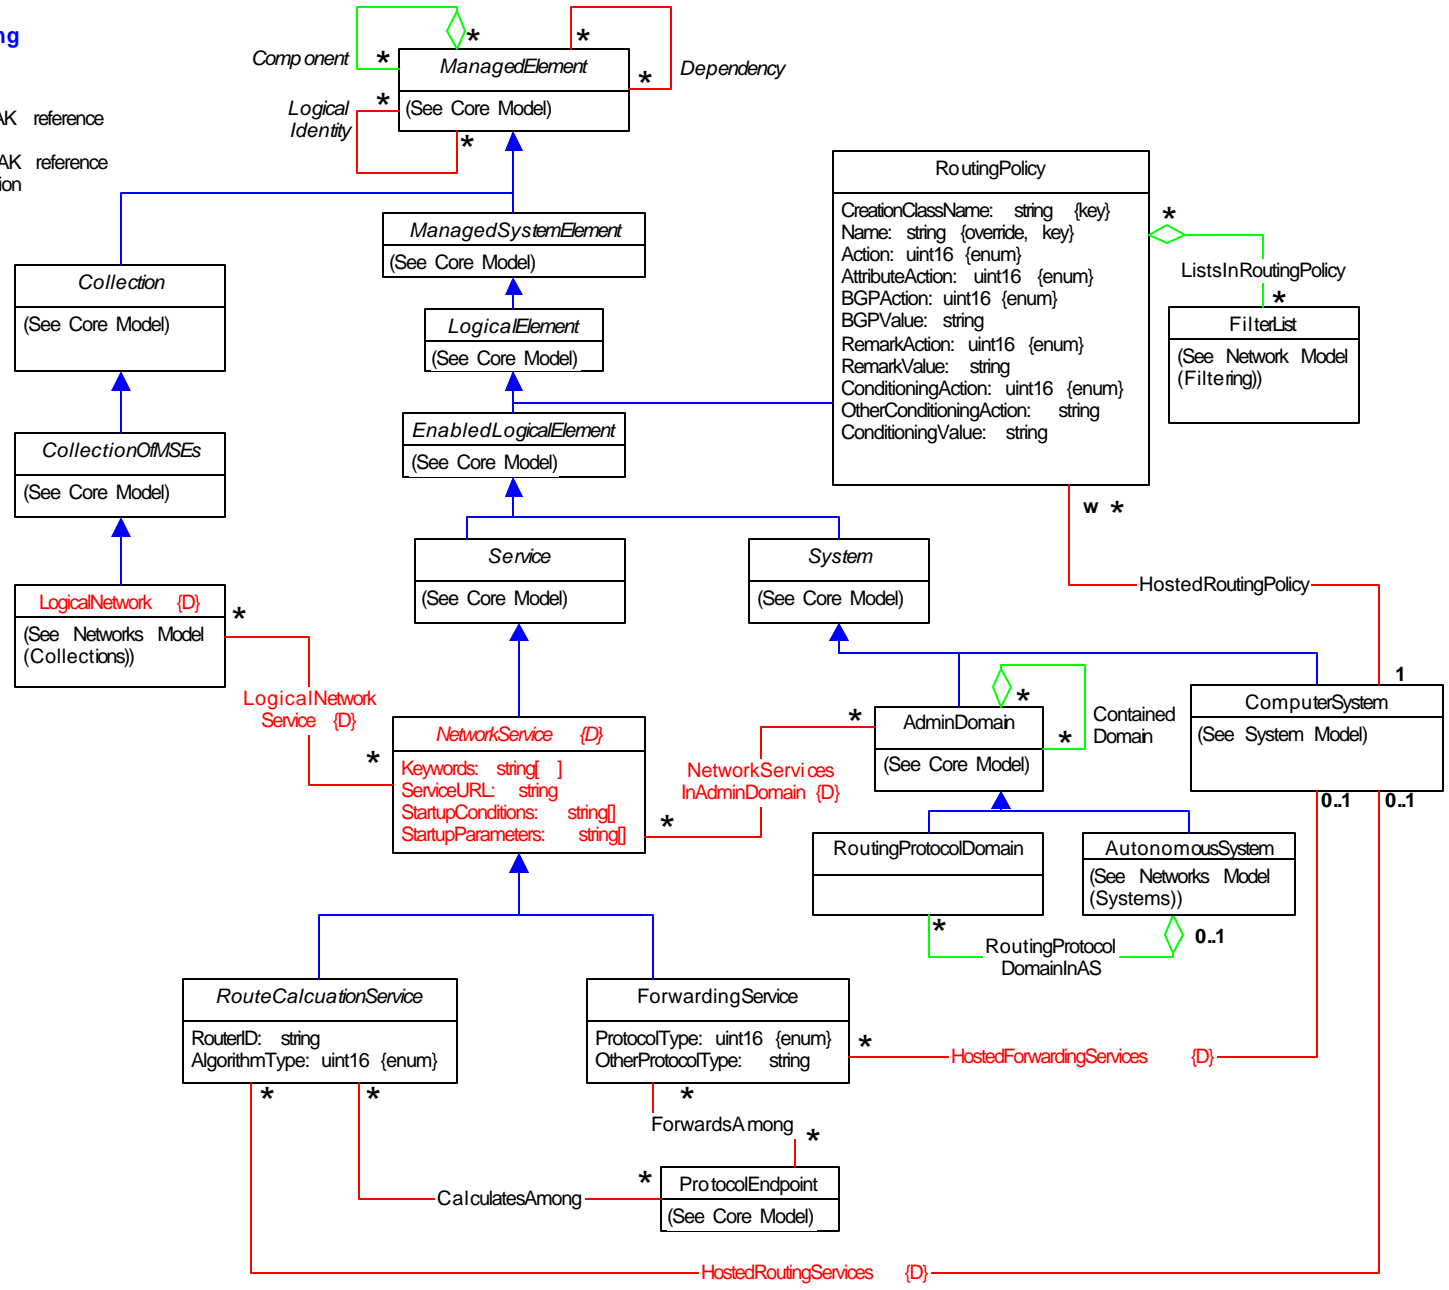 ng
AK reference
AK reference
ion
Component
*
*
*
*
Dependency
ManagedElement
(See Core Model)
Logical
Identity
*
*
RoutingPolicy
CreationClassName: string {key}
Name: string {override, key}
Action: uint16 {enum}
AttributeAction: uint16 {enum}
BGPAction: uint16 {enum}
BGPValue: string
RemarkAction: uint16 {enum}
RemarkValue: string
ConditioningAction: uint16 {enum}
OtherConditioningAction: string
ConditioningValue: string
*
ListsInRoutingPolicy
*
FilterList
(See Network Model
(Filtering))
ManagedSystemElement
(See Core Model)
Collection
(See Core Model)
LogicalElement
(See Core Model)
EnabledLogicalElement
(See Core Model)
CollectionOfMSEs
(See Core Model)
w *
HostedRoutingPolicy
1
Service
(See Core Model)
System
(See Core Model)
LogicalNetwork {D}
(See Networks Model
(Collections))
*
LogicalNetwork
Service {D}
*
NetworkService {D}
Keywords: string[ ]
ServiceURL: string
StartupConditions: string[]
StartupParameters: string[]
*
NetworkServices
InAdminDomain {D}
*
AdminDomain
(See Core Model)
*
*
Contained
Domain
ComputerSystem
(See System Model)
0..1
0..1
RoutingProtocolDomain
AutonomousSystem
(See Networks Model
(Systems))
*
RoutingProtocol
DomainInAS
0..1
RouteCalcuationService
RouterID: string
AlgorithmType: uint16 {enum}
ForwardingService
ProtocolType: uint16 {enum}
OtherProtocolType: string
*
HostedForwardingServices {D}
*
*
*
ForwardsAmong
*
*
CalculatesAmong
ProtocolEndpoint
(See Core Model)
HostedRoutingServices {D}